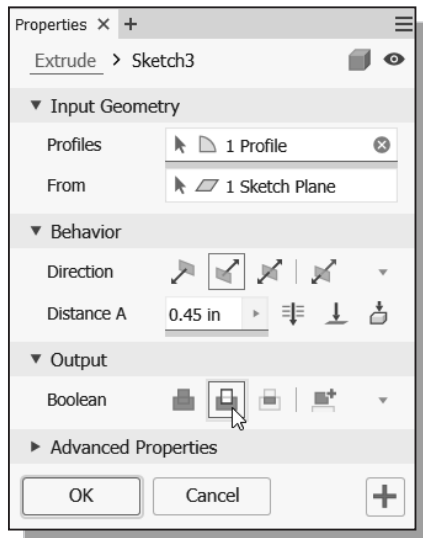 Properties × +
Extrude > Sketch3
Input Geometry
Profiles 1 Profile
From 1 Sketch Plane
Behavior
Direction
Distance A 0.45 in
Output
Boolean
Advanced Properties
OK Cancel